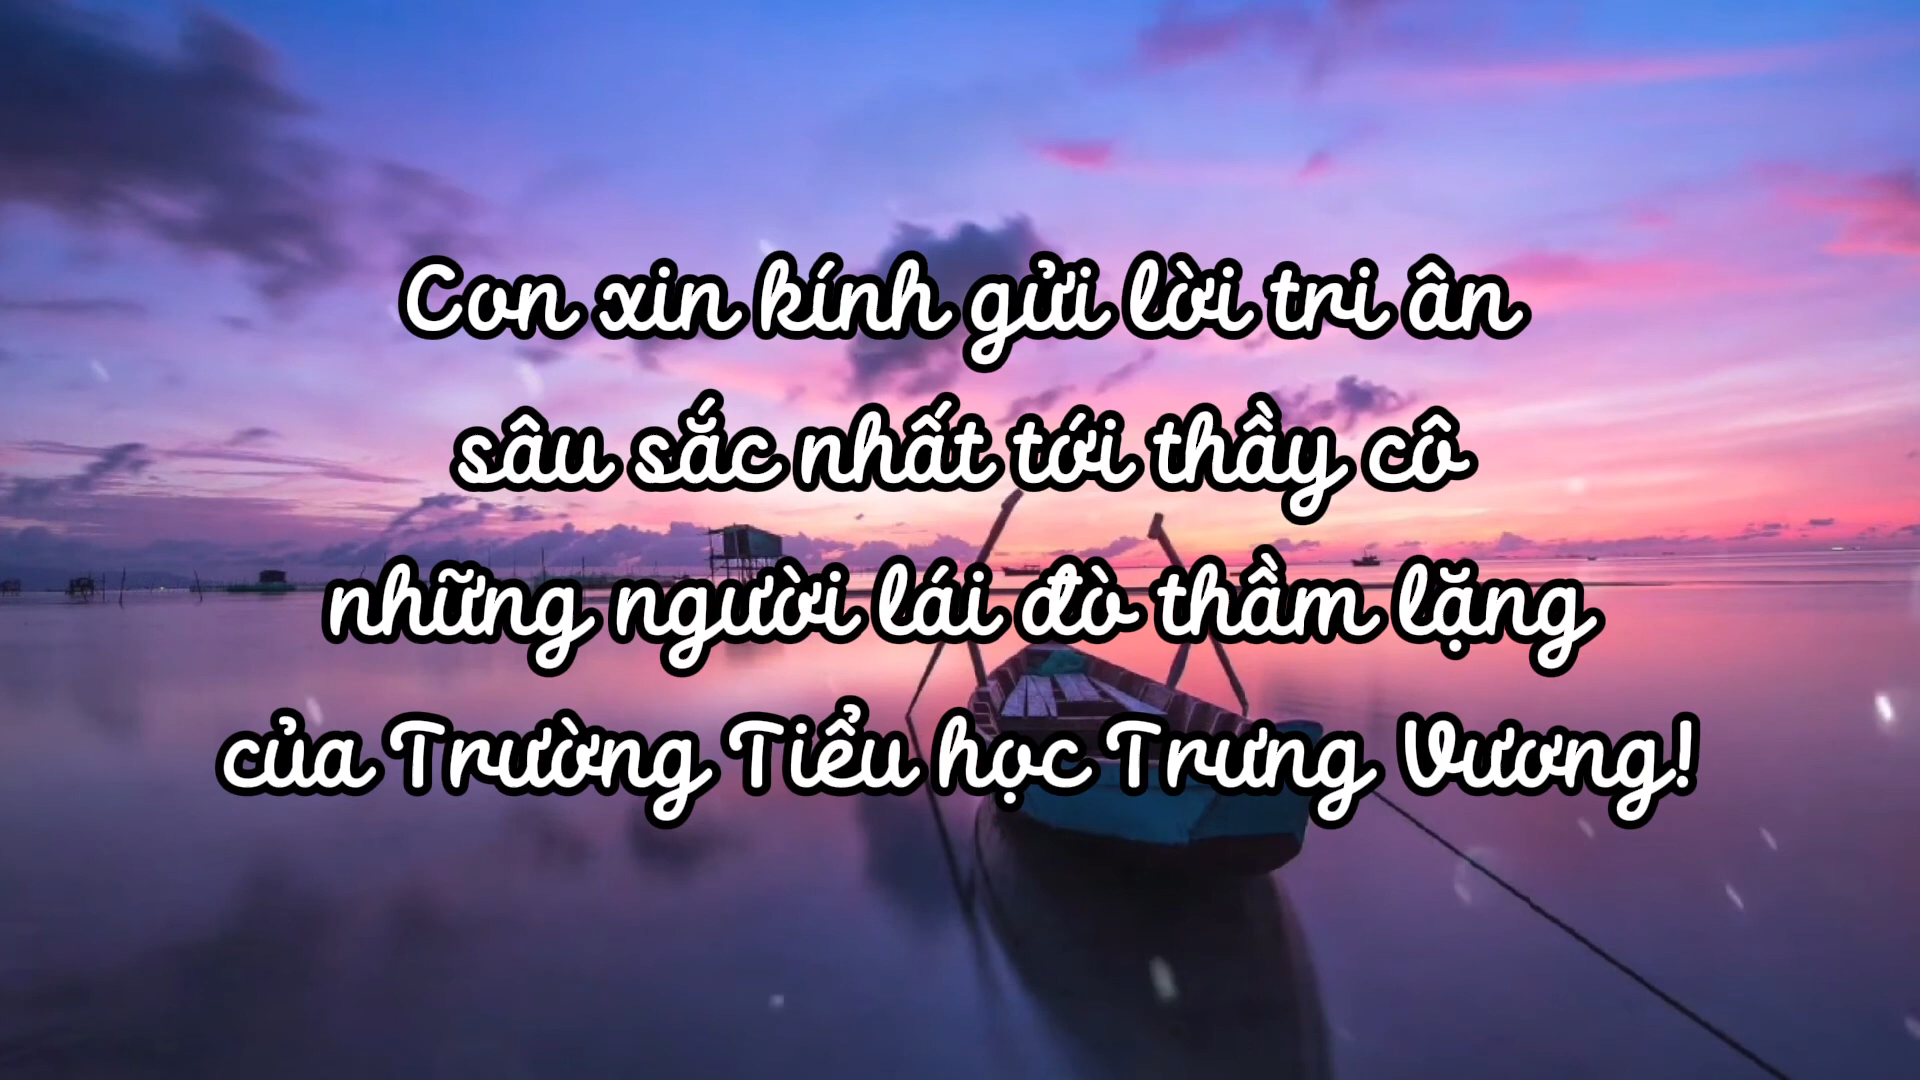 Con xin kính gửi lời tri ân
sâu sắc nhất tới thầy cô
những người lái đò thầm lặng
của Trường Tiểu học Trưng Vương!